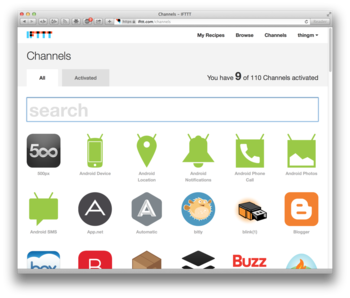 Channels - IFTTT
ifttt.com/channels
IFTTT
My Recipes Browse Channels thingm
Channels
All Activated
You have 9 of 110 Channels activated
search
500
500px
Android Device
Android Location
Android Notifications
Android Phone Call
Android Photos
Android SMS
App.net
Automatic
bitly
blink(1)
Blogger
box
B
Buzz